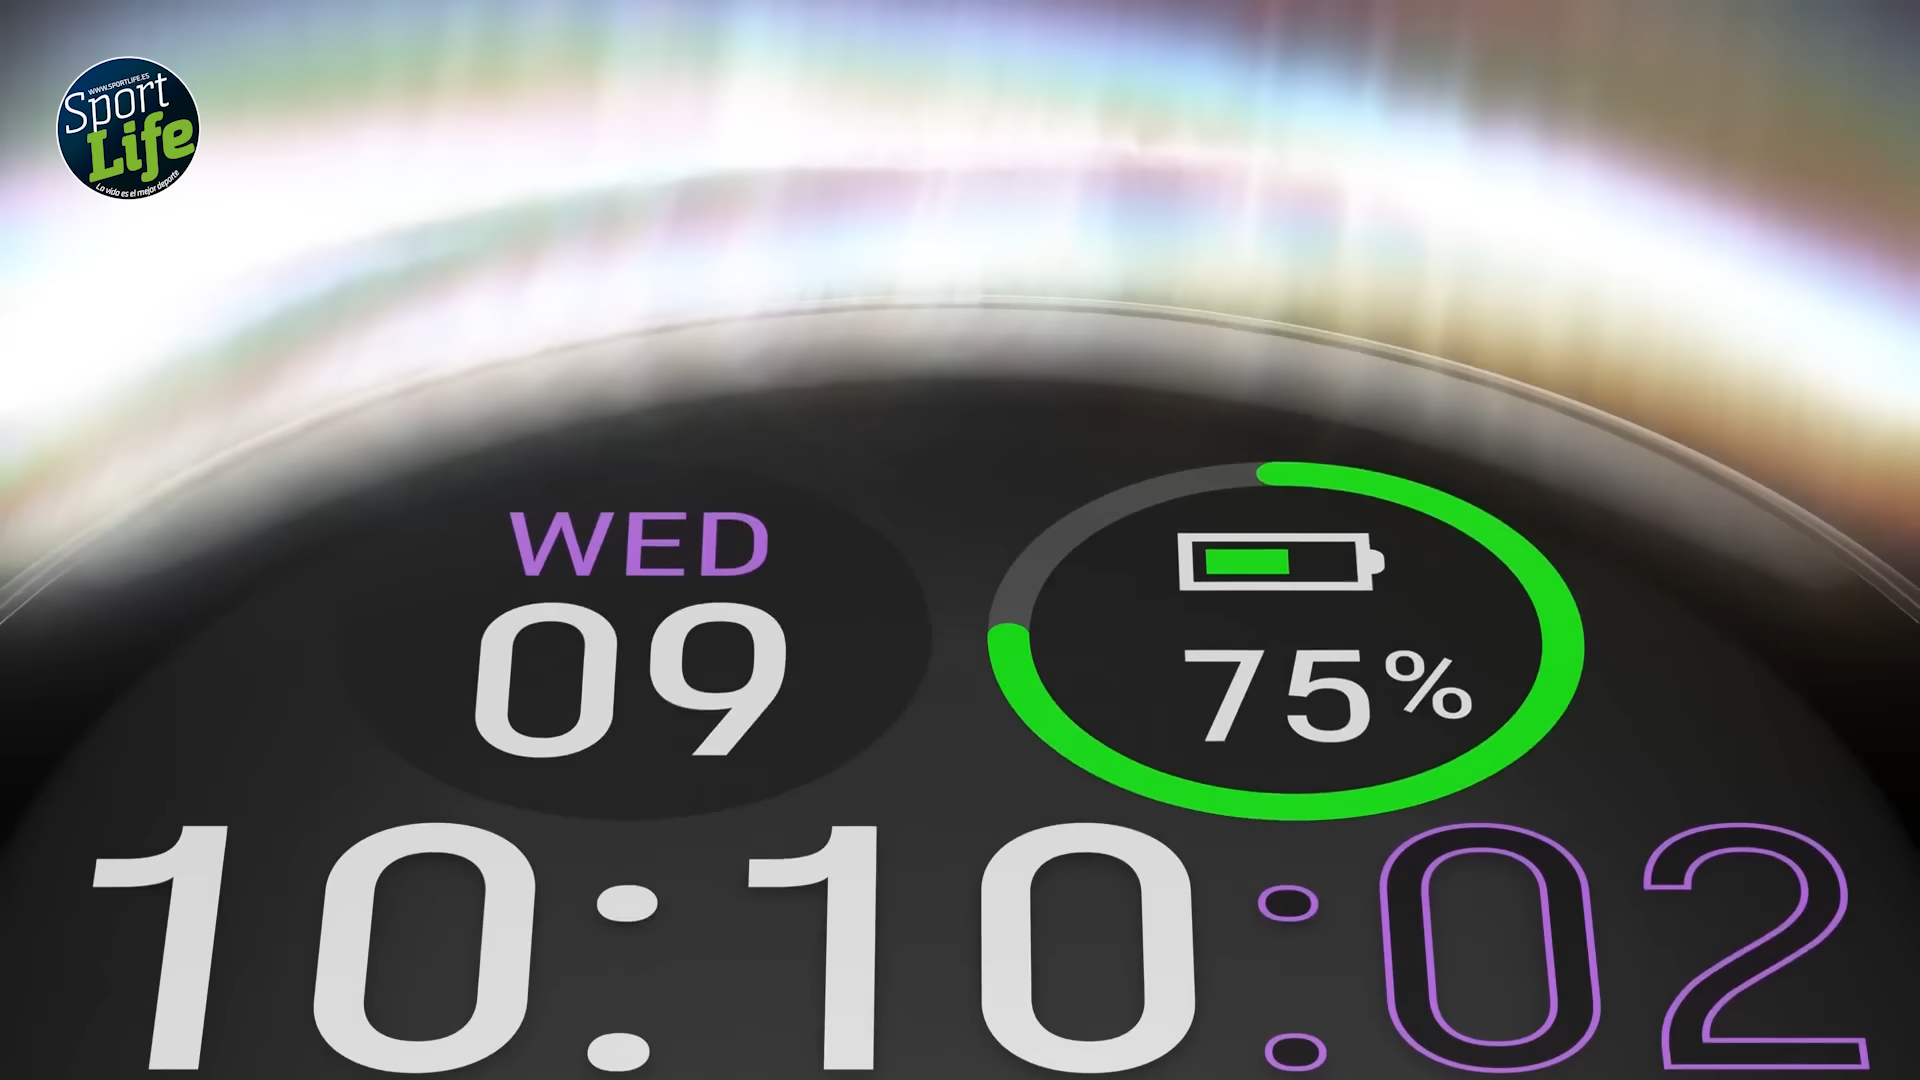 WWW.SPORTLIFE.ES
Sport
Life
La vida es el mejor deporte
WED
09
75%
10:10:02